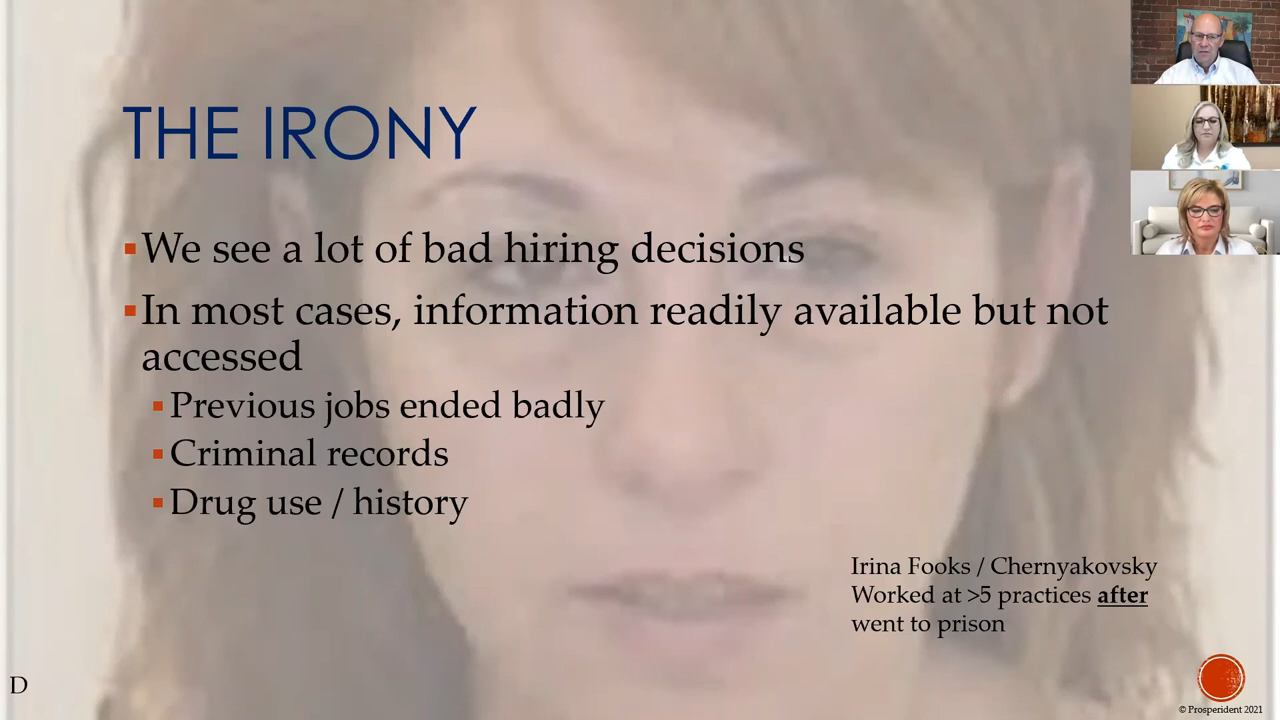 THE IRONY
▪We see a lot of bad hiring decisions
▪In most cases, information readily available but not
accessed
▪Previous jobs ended badly
▪Criminal records
▪Drug use / history
Irina Fooks / Chernyakovsky
Worked at >5 practices after
went to prison
D
© Prosperident 2021